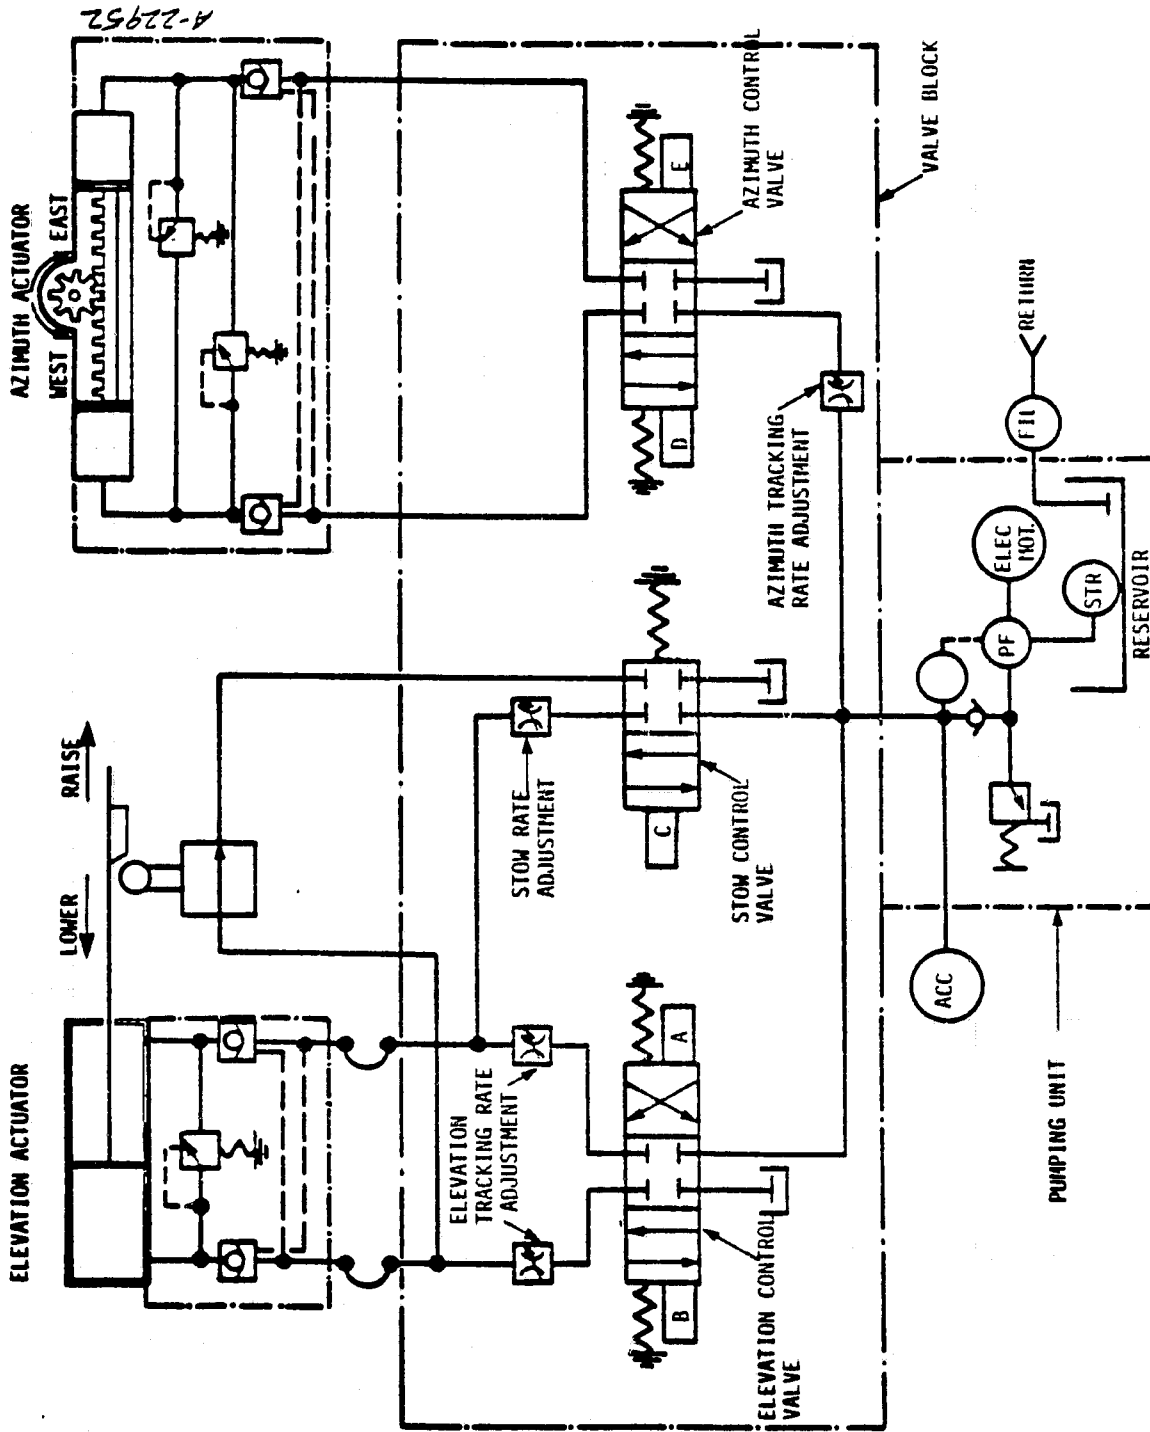 A-22952
AZIMUTH ACTUATOR
WEST
EAST
RAISE
LOWER
ELEVATION ACTUATOR
E
D
AZIMUTH CONTROL
VALVE
VALVE BLOCK
AZIMUTH TRACKING
RATE ADJUSTMENT
STOW RATE
ADJUSTMENT
C
STOW CONTROL
VALVE
ELEVATION
TRACKING RATE
ADJUSTMENT
A
B
ELEVATION CONTROL
VALVE
RETURN
FIL
ELEC
MOT.
STR
PF
RESERVOIR
ACC
PUMPING UNIT